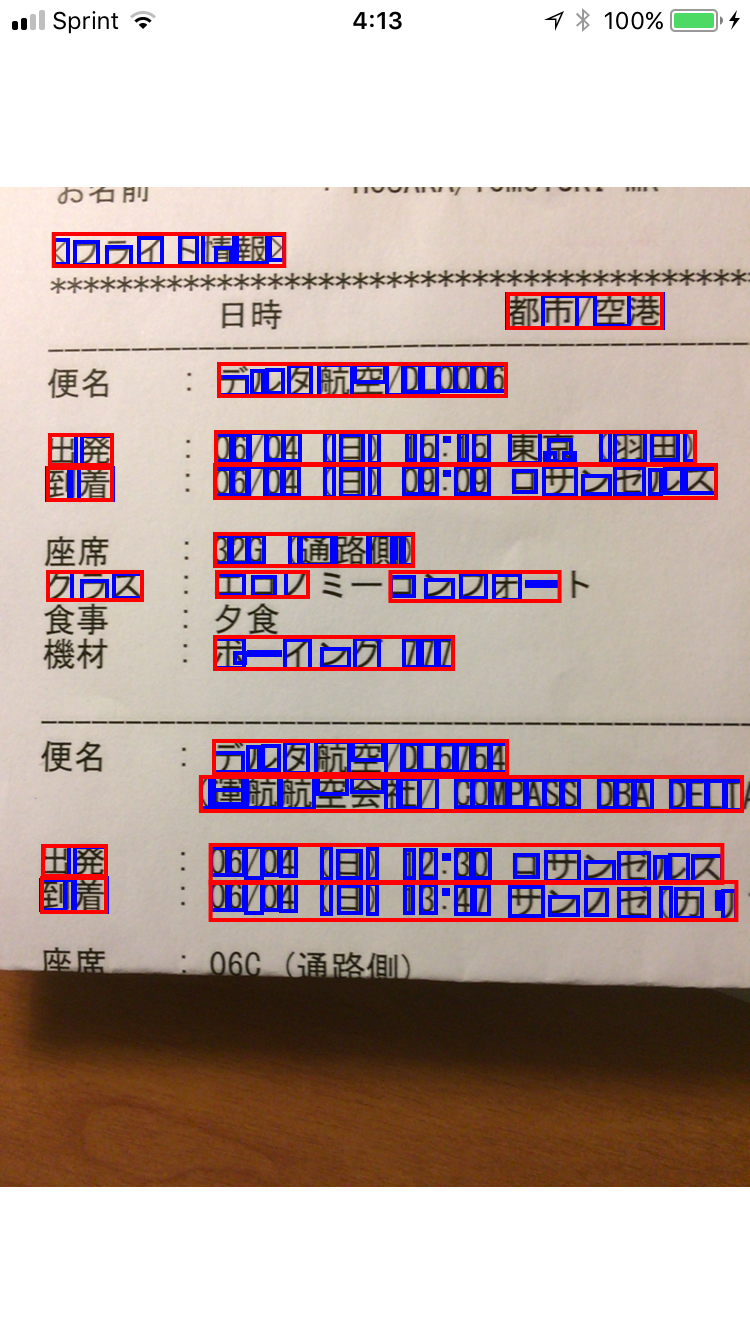 Sprint 4:13 100%
お名前 :
<フライト情報>
*****************************************
日時 都市/空港
便名 : デルタ航空/DL0006
出発 : 06/04 (日) 16:16 東京 (羽田)
到着 : 06/04 (日) 09:09 ロサンゼルス
座席 : 32G (通路側)
クラス : エコノミーコンフォート
食事 : 夕食
機材 : ボーイング 777
便名 : デルタ航空/DL5764
(運航航空会社/ COMPASS DBA DELTA
出発 : 06/04 (日) 12:30 ロサンゼルス
到着 : 06/04 (日) 13:47 サンノゼ(カリ
座席 : 06C (通路側)